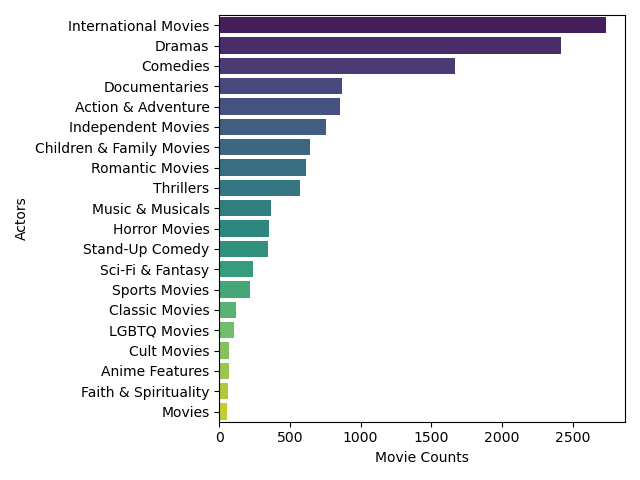 International Movies
Dramas
Comedies
Documentaries
Action & Adventure
Independent Movies
Children & Family Movies
Romantic Movies
Thrillers
Music & Musicals
Horror Movies
Stand-Up Comedy
Sci-Fi & Fantasy
Sports Movies
Classic Movies
LGBTQ Movies
Cult Movies
Anime Features
Faith & Spirituality
Movies
Actors
0 500 1000 1500 2000 2500
Movie Counts